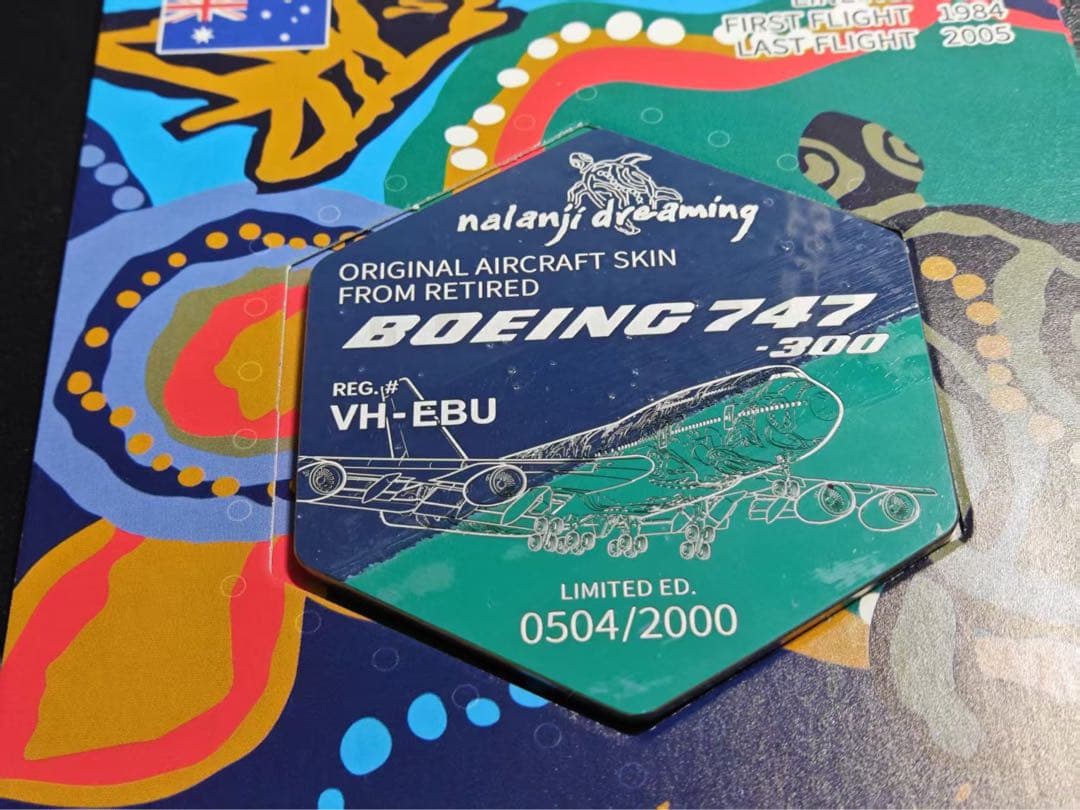 FIRST FLIGHT 1984
LAST FLIGHT 2005
nalanji dreaming
ORIGINAL AIRCRAFT SKIN
FROM RETIRED
BOEING 747
-300
REG. #
VH-EBU
LIMITED ED.
0504/2000